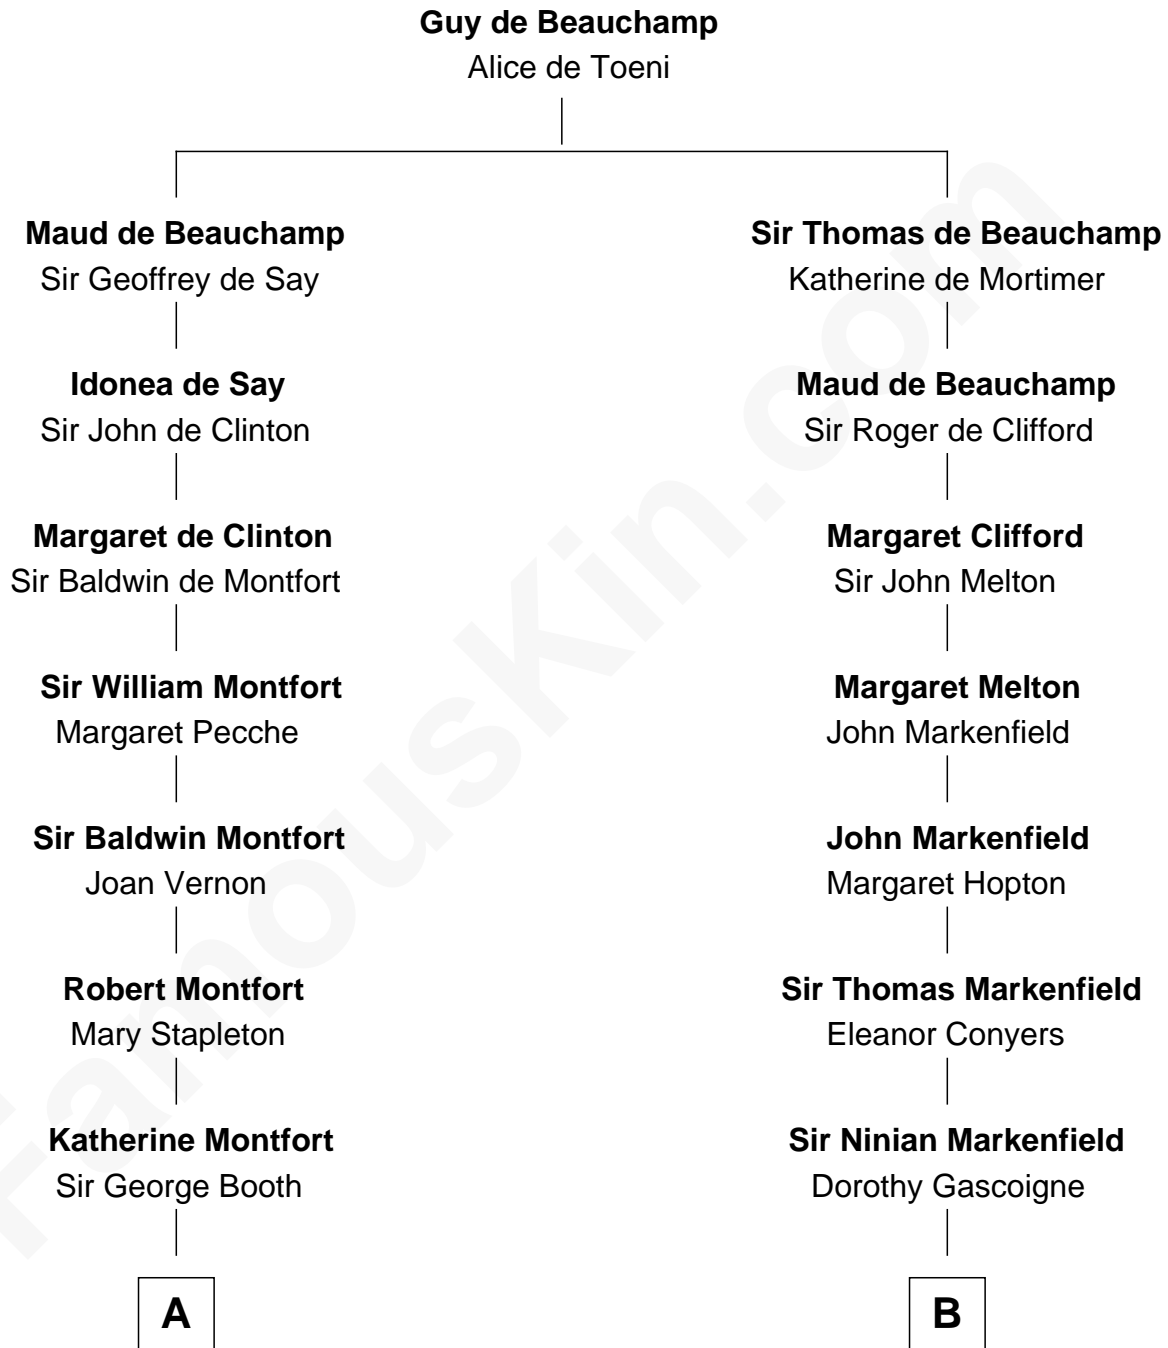 Guy de Beauchamp
Alice de Toeni
Maud de Beauchamp
Sir Geoffrey de Say
Sir Thomas de Beauchamp
Katherine de Mortimer
Idonea de Say
Sir John de Clinton
Maud de Beauchamp
Sir Roger de Clifford
Margaret de Clinton
Sir Baldwin de Montfort
Margaret Clifford
Sir John Melton
Sir William Montfort
Margaret Pecche
Margaret Melton
John Markenfield
Sir Baldwin Montfort
Joan Vernon
John Markenfield
Margaret Hopton
Robert Montfort
Mary Stapleton
Sir Thomas Markenfield
Eleanor Conyers
Katherine Montfort
Sir George Booth
Sir Ninian Markenfield
Dorothy Gascoigne
A
B
FamousKin.com